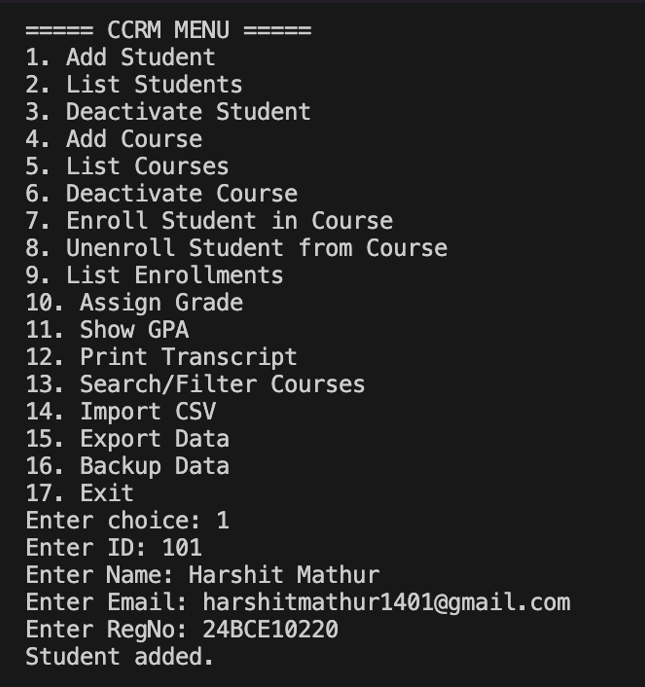 ===== CCRM MENU =====
1. Add Student
2. List Students
3. Deactivate Student
4. Add Course
5. List Courses
6. Deactivate Course
7. Enroll Student in Course
8. Unenroll Student from Course
9. List Enrollments
10. Assign Grade
11. Show GPA
12. Print Transcript
13. Search/Filter Courses
14. Import CSV
15. Export Data
16. Backup Data
17. Exit
Enter choice: 1
Enter ID: 101
Enter Name: Harshit Mathur
Enter Email: harshitmathur1401@gmail.com
Enter RegNo: 24BCE10220
Student added.